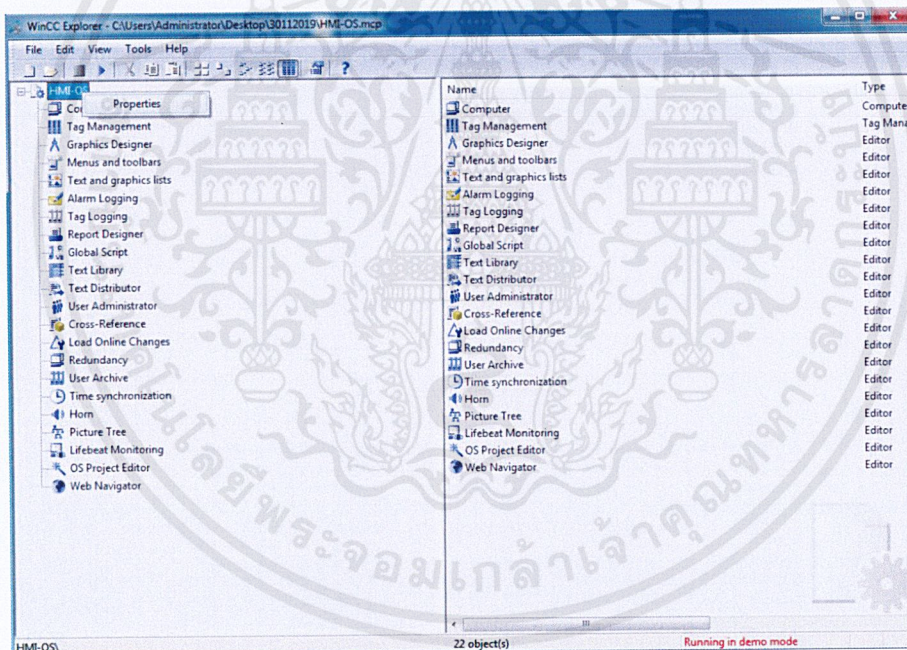 WinCC Explorer - C:\Users\Administrator\Desktop\30112019\HMI-OS.mcp
File Edit View Tools Help
HMI-OS
Properties
Tag Management
Graphics Designer
Menus and toolbars
Text and graphics lists
Alarm Logging
Tag Logging
Report Designer
Global Script
Text Library
Text Distributor
User Administrator
Cross-Reference
Load Online Changes
Redundancy
User Archive
Time synchronization
Horn
Picture Tree
Lifebeat Monitoring
OS Project Editor
Web Navigator
Name Type
Computer Compute
Tag Management Tag Mana
Graphics Designer Editor
Menus and toolbars Editor
Text and graphics lists Editor
Alarm Logging Editor
Tag Logging Editor
Report Designer Editor
Global Script Editor
Text Library Editor
Text Distributor Editor
User Administrator Editor
Cross-Reference Editor
Load Online Changes Editor
Redundancy Editor
User Archive Editor
Time synchronization Editor
Horn Editor
Picture Tree Editor
Lifebeat Monitoring Editor
OS Project Editor Editor
Web Navigator Editor
HMI-OS\ 22 object(s) Running in demo mode